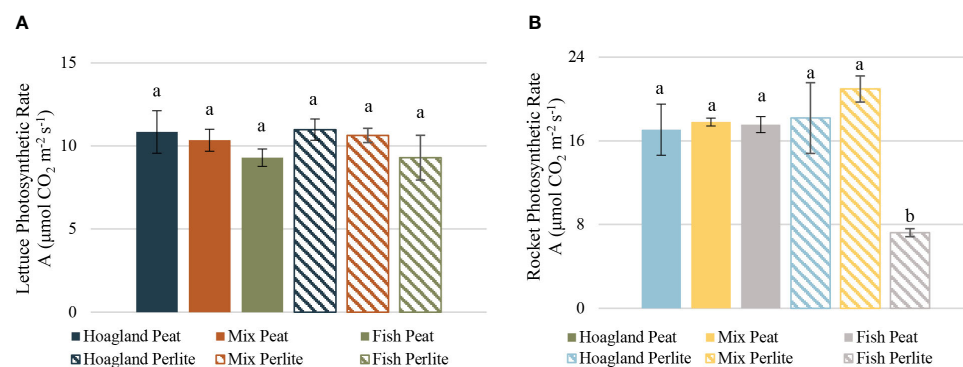 A
Lettuce Photosynthetic Rate
A (µmol CO₂ m⁻² s⁻¹)
15
10
5
0
a
a
a
a
a
a
Hoagland Peat
Mix Peat
Fish Peat
Hoagland Perlite
Mix Perlite
Fish Perlite
B
Rocket Photosynthetic Rate
A (µmol CO₂ m⁻² s⁻¹)
24
16
8
0
a
a
a
a
a
b
Hoagland Peat
Mix Peat
Fish Peat
Hoagland Perlite
Mix Perlite
Fish Perlite